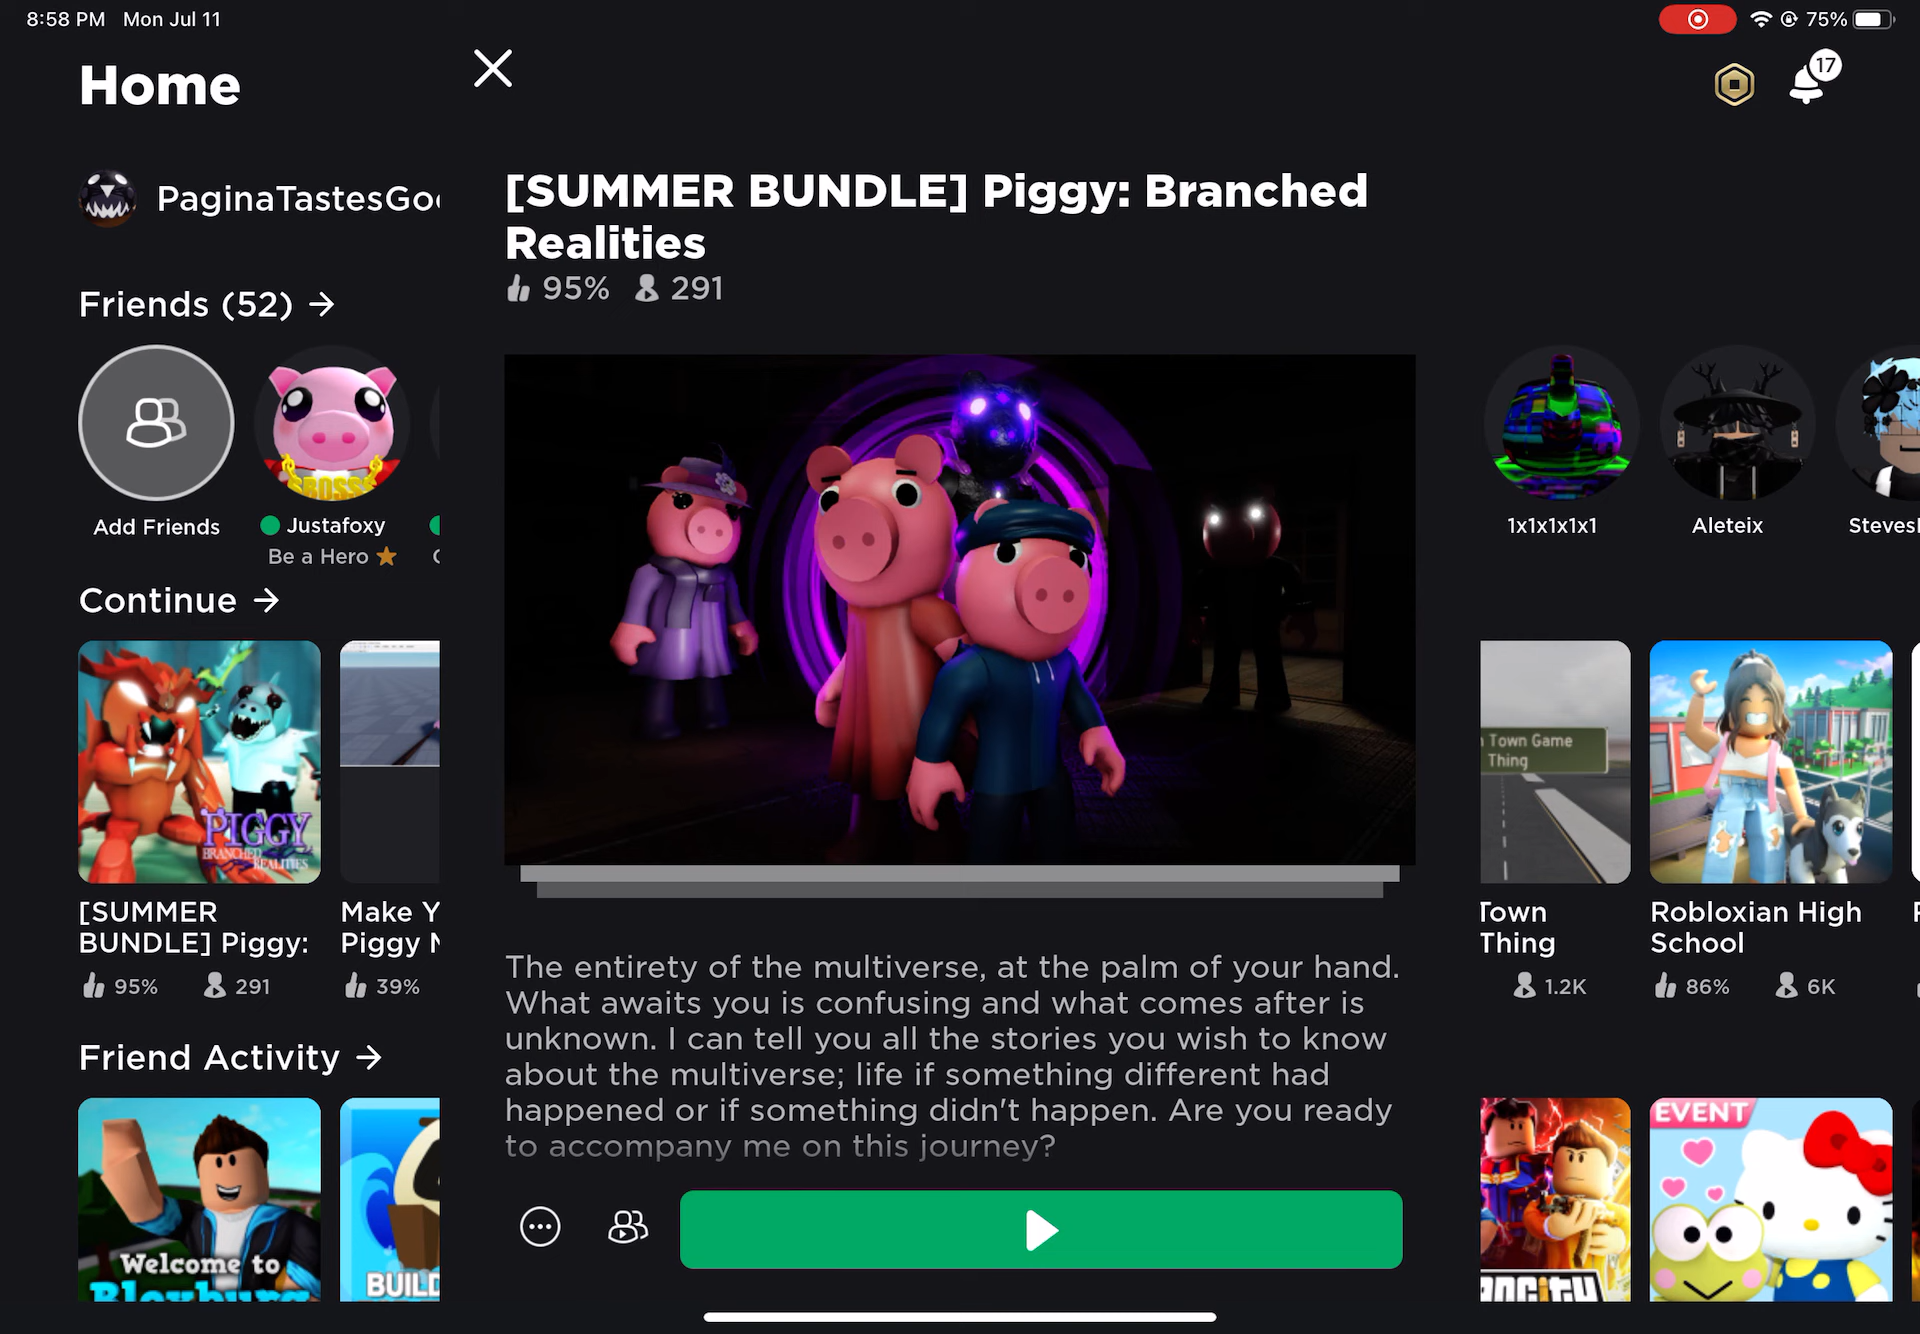 8:58 PM Mon Jul 11
75%
Home
17
PaginaTastesGo
[SUMMER BUNDLE] Piggy: Branched
Realities
95% 291
Friends (52) →
BOSS
Add Friends
Justafoxy
Be a Hero
1x1x1x1x1
Aleteix
Steves
Continue →
PIGGY
BRANCHED
REALITIES
Town Game
Thing
[SUMMER
BUNDLE] Piggy:
95% 291
Make Y
Piggy
39%
Town
Thing
1.2K
Robloxian High
School
86% 6K
The entirety of the multiverse, at the palm of your hand.
What awaits you is confusing and what comes after is
unknown. I can tell you all the stories you wish to know
about the multiverse; life if something different had
happened or if something didn't happen. Are you ready
to accompany me on this journey?
Friend Activity →
Welcome to
Bloxburg
BUILD
EVENT